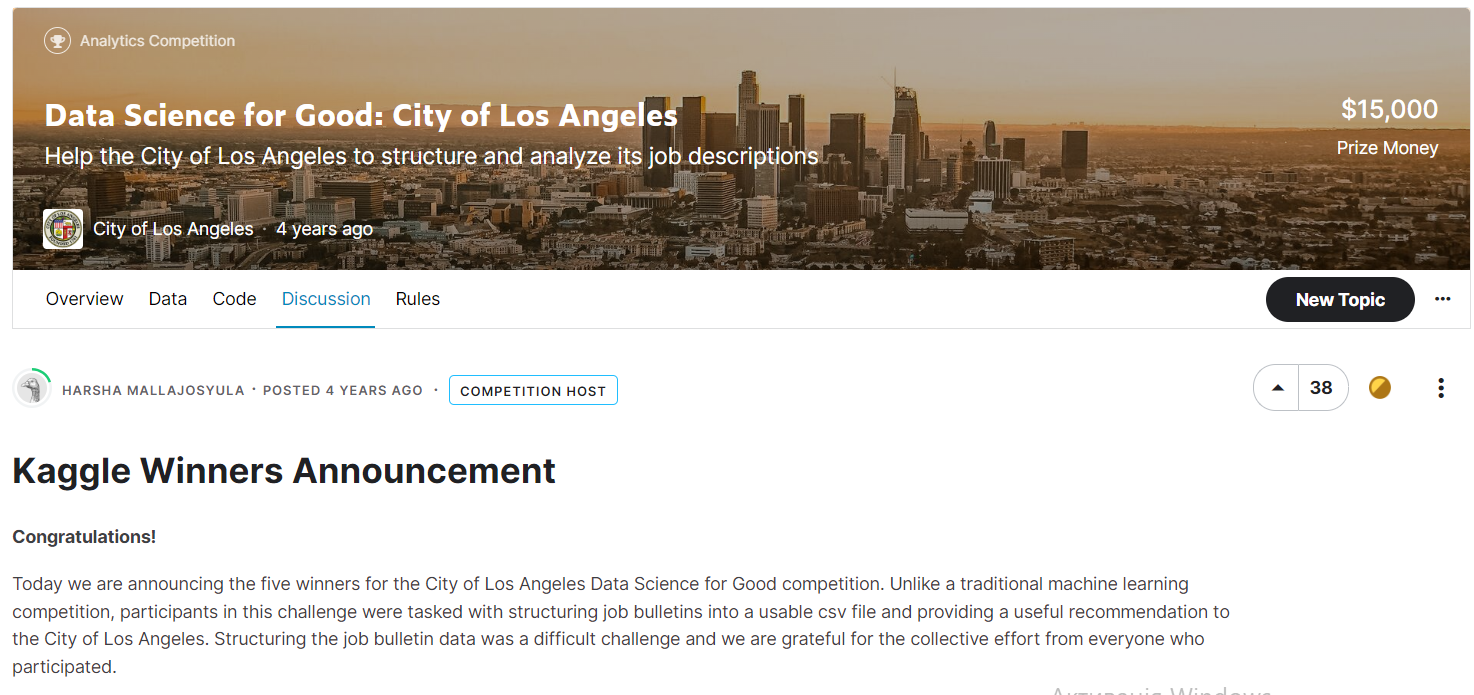 Analytics Competition
Data Science for Good: City of Los Angeles
Help the City of Los Angeles to structure and analyze its job descriptions
$15,000
Prize Money
City of Los Angeles · 4 years ago
Overview Data Code Discussion Rules
New Topic
HARSHA MALLAJOSYULA · POSTED 4 YEARS AGO · COMPETITION HOST
38
Kaggle Winners Announcement
Congratulations!
Today we are announcing the five winners for the City of Los Angeles Data Science for Good competition. Unlike a traditional machine learning
competition, participants in this challenge were tasked with structuring job bulletins into a usable csv file and providing a useful recommendation to
the City of Los Angeles. Structuring the job bulletin data was a difficult challenge and we are grateful for the collective effort from everyone who
participated.
Активація Windows